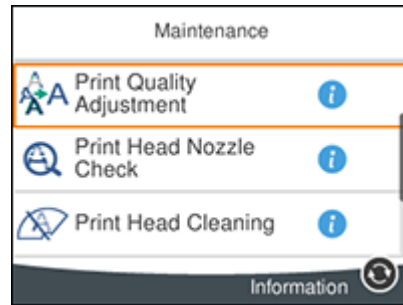 Maintenance
Print Quality
Adjustment
Print Head Nozzle
Check
Print Head Cleaning
Information